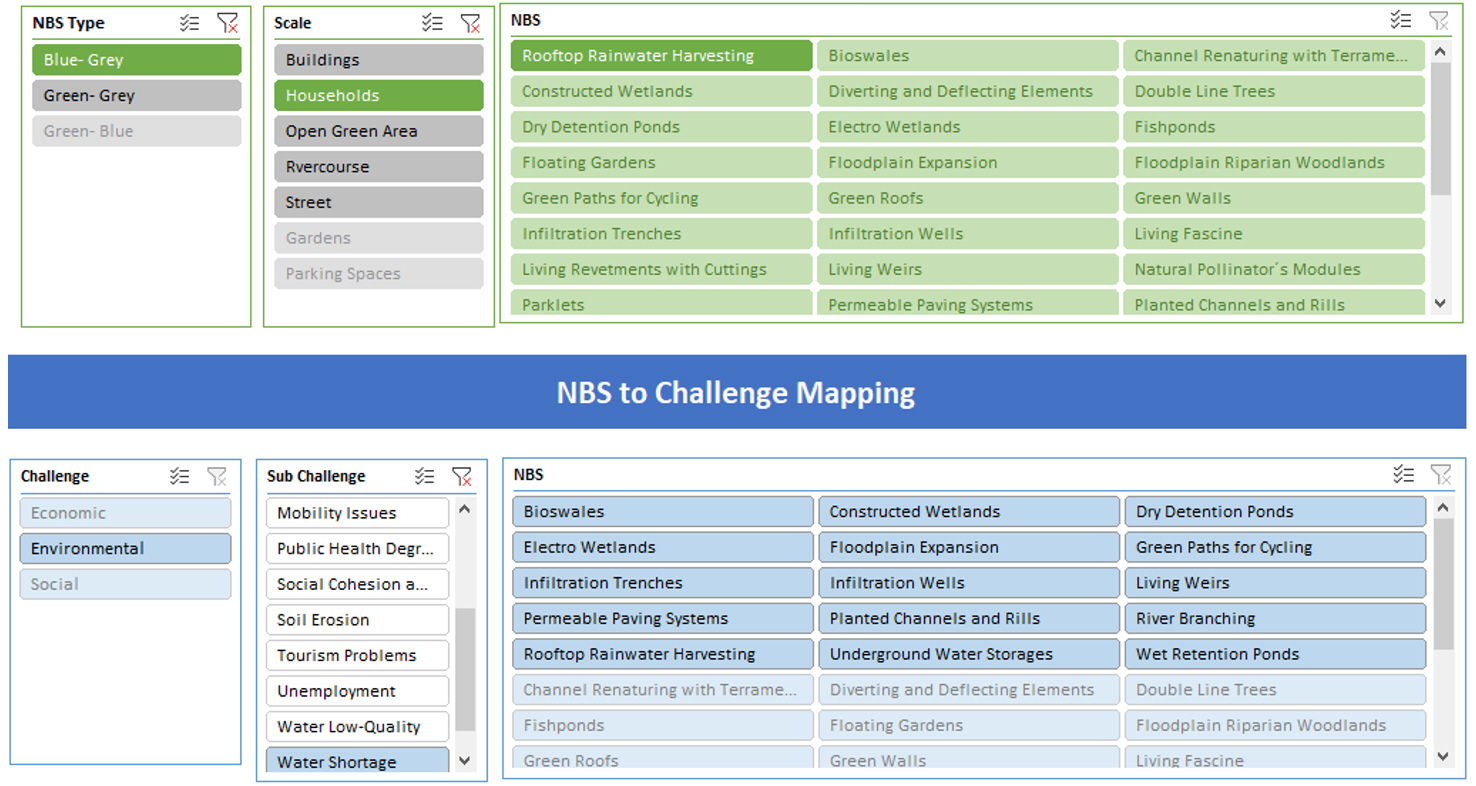 NBS Type
Blue- Grey
Green- Grey
Green- Blue
Scale
Buildings
Households
Open Green Area
Rvercourse
Street
Gardens
Parking Spaces
NBS
Rooftop Rainwater Harvesting
Bioswales
Channel Renaturing with Terrame...
Constructed Wetlands
Diverting and Deflecting Elements
Double Line Trees
Dry Detention Ponds
Electro Wetlands
Fishponds
Floating Gardens
Floodplain Expansion
Floodplain Riparian Woodlands
Green Paths for Cycling
Green Roofs
Green Walls
Infiltration Trenches
Infiltration Wells
Living Fascine
Living Revetments with Cuttings
Living Weirs
Natural Pollinator´s Modules
Parklets
Permeable Paving Systems
Planted Channels and Rills
NBS to Challenge Mapping
Challenge
Economic
Environmental
Social
Sub Challenge
Mobility Issues
Public Health Degr...
Social Cohesion a...
Soil Erosion
Tourism Problems
Unemployment
Water Low-Quality
Water Shortage
NBS
Bioswales
Constructed Wetlands
Dry Detention Ponds
Electro Wetlands
Floodplain Expansion
Green Paths for Cycling
Infiltration Trenches
Infiltration Wells
Living Weirs
Permeable Paving Systems
Planted Channels and Rills
River Branching
Rooftop Rainwater Harvesting
Underground Water Storages
Wet Retention Ponds
Channel Renaturing with Terrame...
Diverting and Deflecting Elements
Double Line Trees
Fishponds
Floating Gardens
Floodplain Riparian Woodlands
Green Roofs
Green Walls
Living Fascine